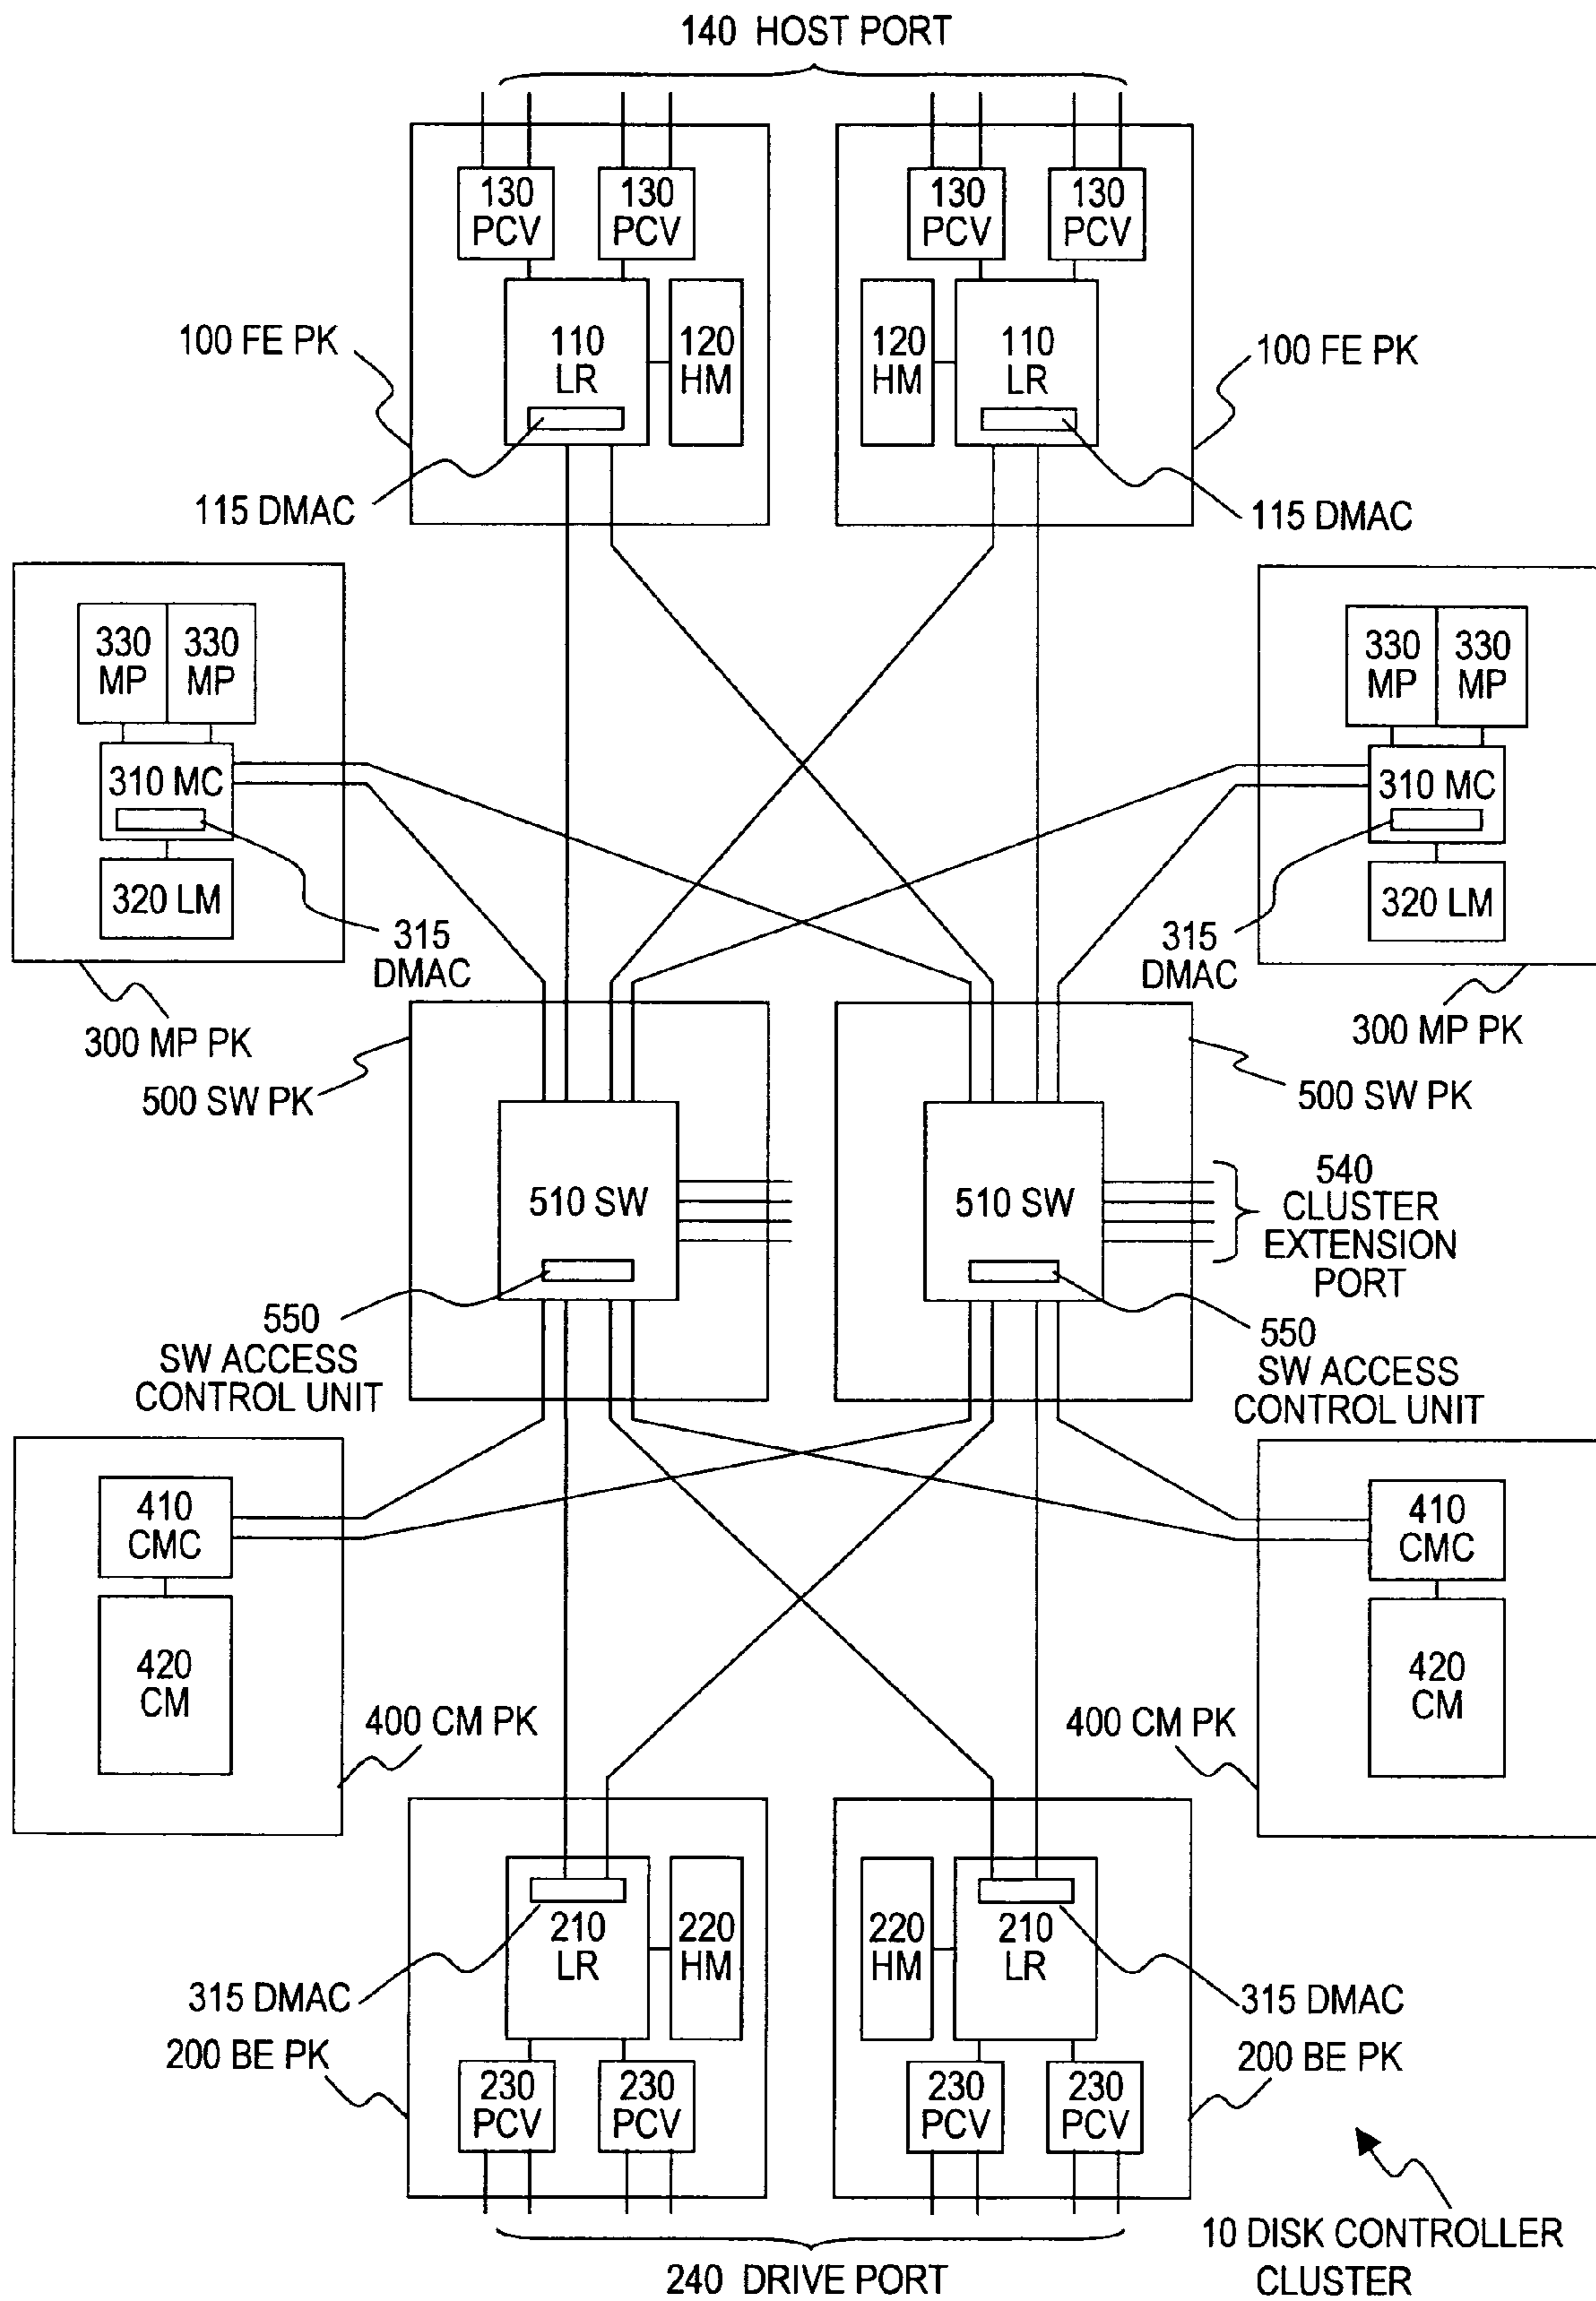 140 HOST PORT
130
PCV
130
PCV
130
PCV
130
PCV
100 FE PK
110
LR
120
HM
120
HM
110
LR
100 FE PK
115 DMAC
115 DMAC
330
MP
330
MP
330
MP
330
MP
310 MC
310 MC
320 LM
320 LM
315
DMAC
315
DMAC
300 MP PK
300 MP PK
500 SW PK
500 SW PK
510 SW
510 SW
540
CLUSTER
EXTENSION
PORT
550
SW ACCESS
CONTROL UNIT
550
SW ACCESS
CONTROL UNIT
410
CMC
410
CMC
420
CM
420
CM
400 CM PK
400 CM PK
210
LR
220
HM
220
HM
210
LR
315 DMAC
315 DMAC
200 BE PK
200 BE PK
230
PCV
230
PCV
230
PCV
230
PCV
240 DRIVE PORT
10 DISK CONTROLLER
CLUSTER